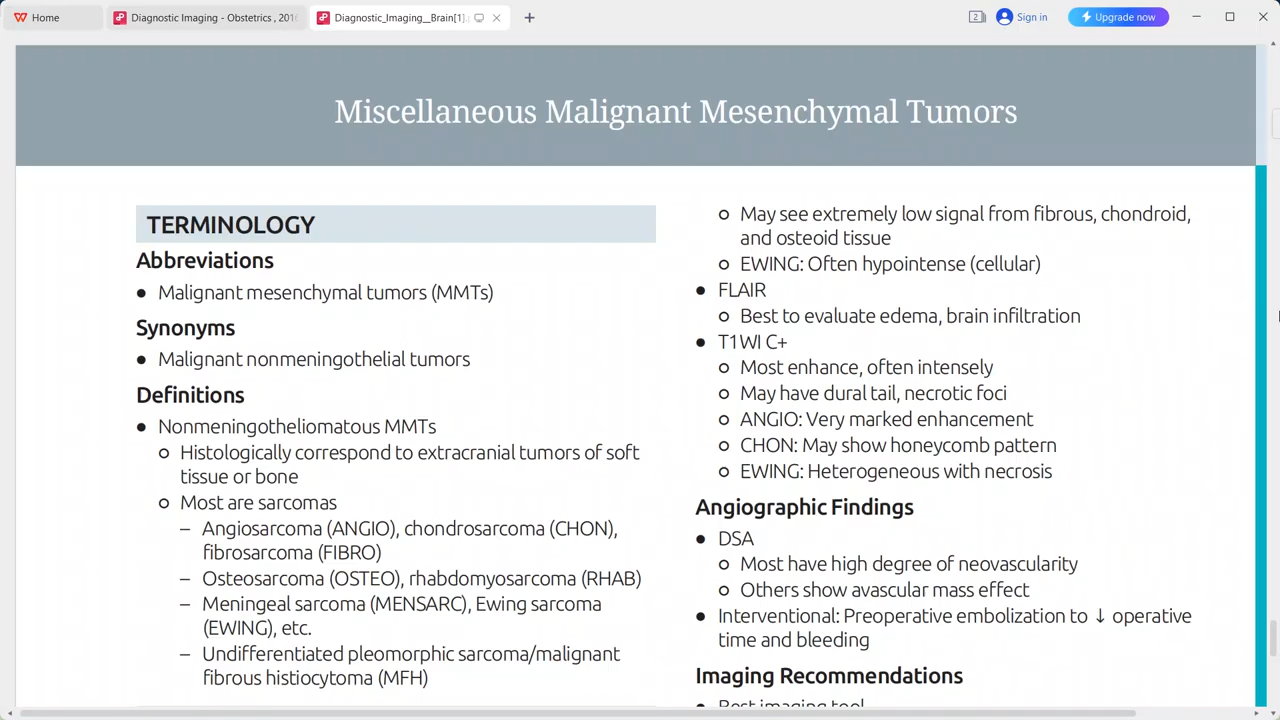 Home
Diagnostic Imaging - Obstetrics , 201
Diagnostic_Imaging__Brain[1].
2
Sign in
Upgrade now
Miscellaneous Malignant Mesenchymal Tumors
TERMINOLOGY
Abbreviations
● Malignant mesenchymal tumors (MMTs)
Synonyms
● Malignant nonmeningothelial tumors
Definitions
● Nonmeningotheliomatous MMTs
○ Histologically correspond to extracranial tumors of soft
tissue or bone
○ Most are sarcomas
– Angiosarcoma (ANGIO), chondrosarcoma (CHON),
fibrosarcoma (FIBRO)
– Osteosarcoma (OSTEO), rhabdomyosarcoma (RHAB)
– Meningeal sarcoma (MENSARC), Ewing sarcoma
(EWING), etc.
– Undifferentiated pleomorphic sarcoma/malignant
fibrous histiocytoma (MFH)
○ May see extremely low signal from fibrous, chondroid,
and osteoid tissue
○ EWING: Often hypointense (cellular)
● FLAIR
○ Best to evaluate edema, brain infiltration
● T1WI C+
○ Most enhance, often intensely
○ May have dural tail, necrotic foci
○ ANGIO: Very marked enhancement
○ CHON: May show honeycomb pattern
○ EWING: Heterogeneous with necrosis
Angiographic Findings
● DSA
○ Most have high degree of neovascularity
○ Others show avascular mass effect
● Interventional: Preoperative embolization to ↓ operative
time and bleeding
Imaging Recommendations
● Best imaging tool